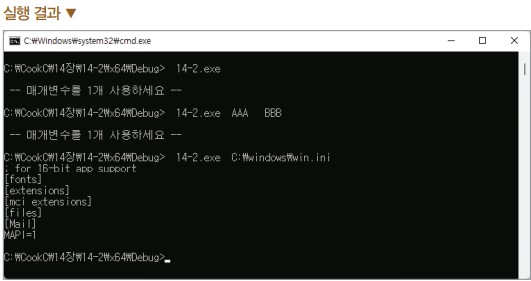 실행 결과 ▼
C:₩Windows₩system32₩cmd.exe
C:₩CookC₩14장₩14-2₩x64₩Debug> 14-2.exe
-- 매개변수를 1개 사용하세요 --
C:₩CookC₩14장₩14-2₩x64₩Debug> 14-2.exe AAA BBB
-- 매개변수를 1개 사용하세요 --
C:₩CookC₩14장₩14-2₩x64₩Debug> 14-2.exe C:₩windows₩win.ini
; for 16-bit app support
[fonts]
[extensions]
[mci extensions]
[files]
[Mail]
MAPI=1
C:₩CookC₩14장₩14-2₩x64₩Debug>